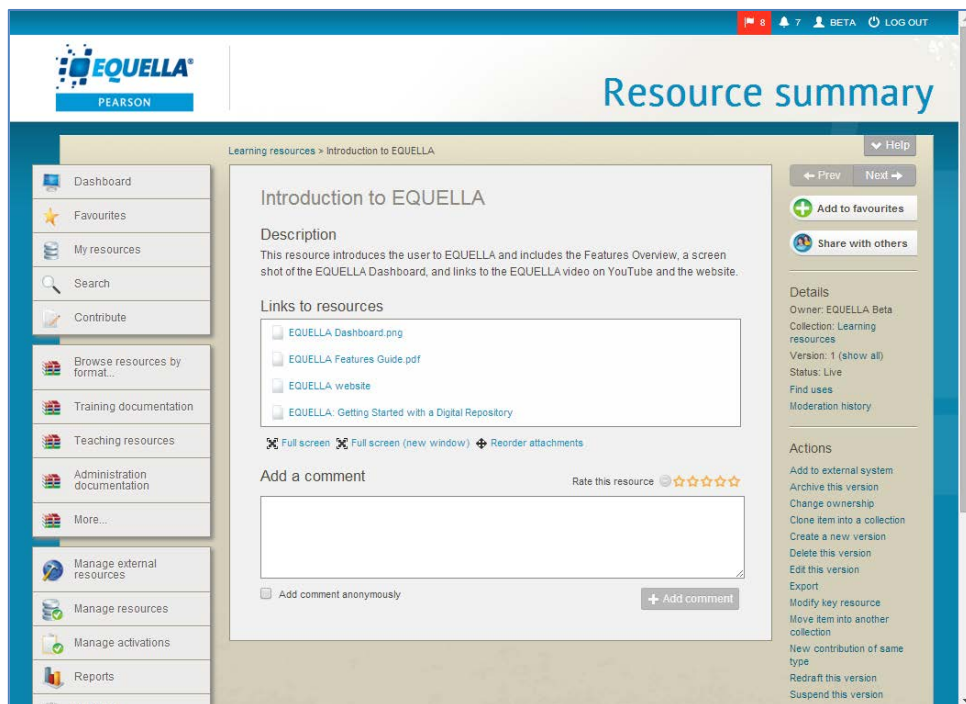 8 7 BETA LOG OUT
EQUELLA®
PEARSON
Resource summary
Learning resources > Introduction to EQUELLA
Help
Dashboard
Favourites
My resources
Search
Contribute
Browse resources by
format...
Training documentation
Teaching resources
Administration
documentation
More...
Manage external
resources
Manage resources
Manage activations
Reports
Introduction to EQUELLA
Description
This resource introduces the user to EQUELLA and includes the Features Overview, a screen
shot of the EQUELLA Dashboard, and links to the EQUELLA video on YouTube and the website.
Links to resources
EQUELLA Dashboard.png
EQUELLA Features Guide.pdf
EQUELLA website
EQUELLA: Getting Started with a Digital Repository
Full screen Full screen (new window) Reorder attachments
Add a comment
Rate this resource
Add comment anonymously
Add comment
Prev Next
Add to favourites
Share with others
Details
Owner: EQUELLA Beta
Collection: Learning
resources
Version: 1 (show all)
Status: Live
Find uses
Moderation history
Actions
Add to external system
Archive this version
Change ownership
Clone item into a collection
Create a new version
Delete this version
Edit this version
Export
Modify key resource
Move item into another
collection
New contribution of same
type
Redraft this version
Suspend this version